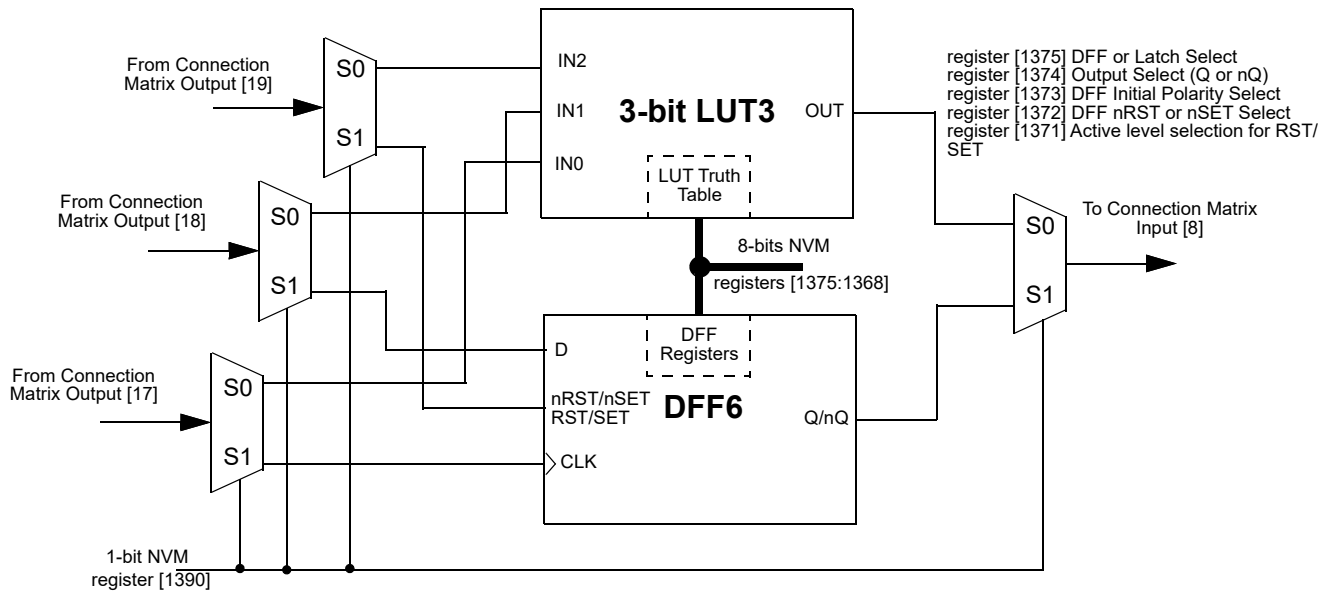 From Connection
Matrix Output [19]
S0
S1
From Connection
Matrix Output [18]
S0
S1
From Connection
Matrix Output [17]
S0
S1
1-bit NVM
register [1390]
IN2
IN1
IN0
3-bit LUT3
OUT
LUT Truth
Table
8-bits NVM
registers [1375:1368]
DFF
Registers
D
nRST/nSET
RST/SET
CLK
DFF6
Q/nQ
register [1375] DFF or Latch Select
register [1374] Output Select (Q or nQ)
register [1373] DFF Initial Polarity Select
register [1372] DFF nRST or nSET Select
register [1371] Active level selection for RST/
SET
S0
S1
To Connection Matrix
Input [8]